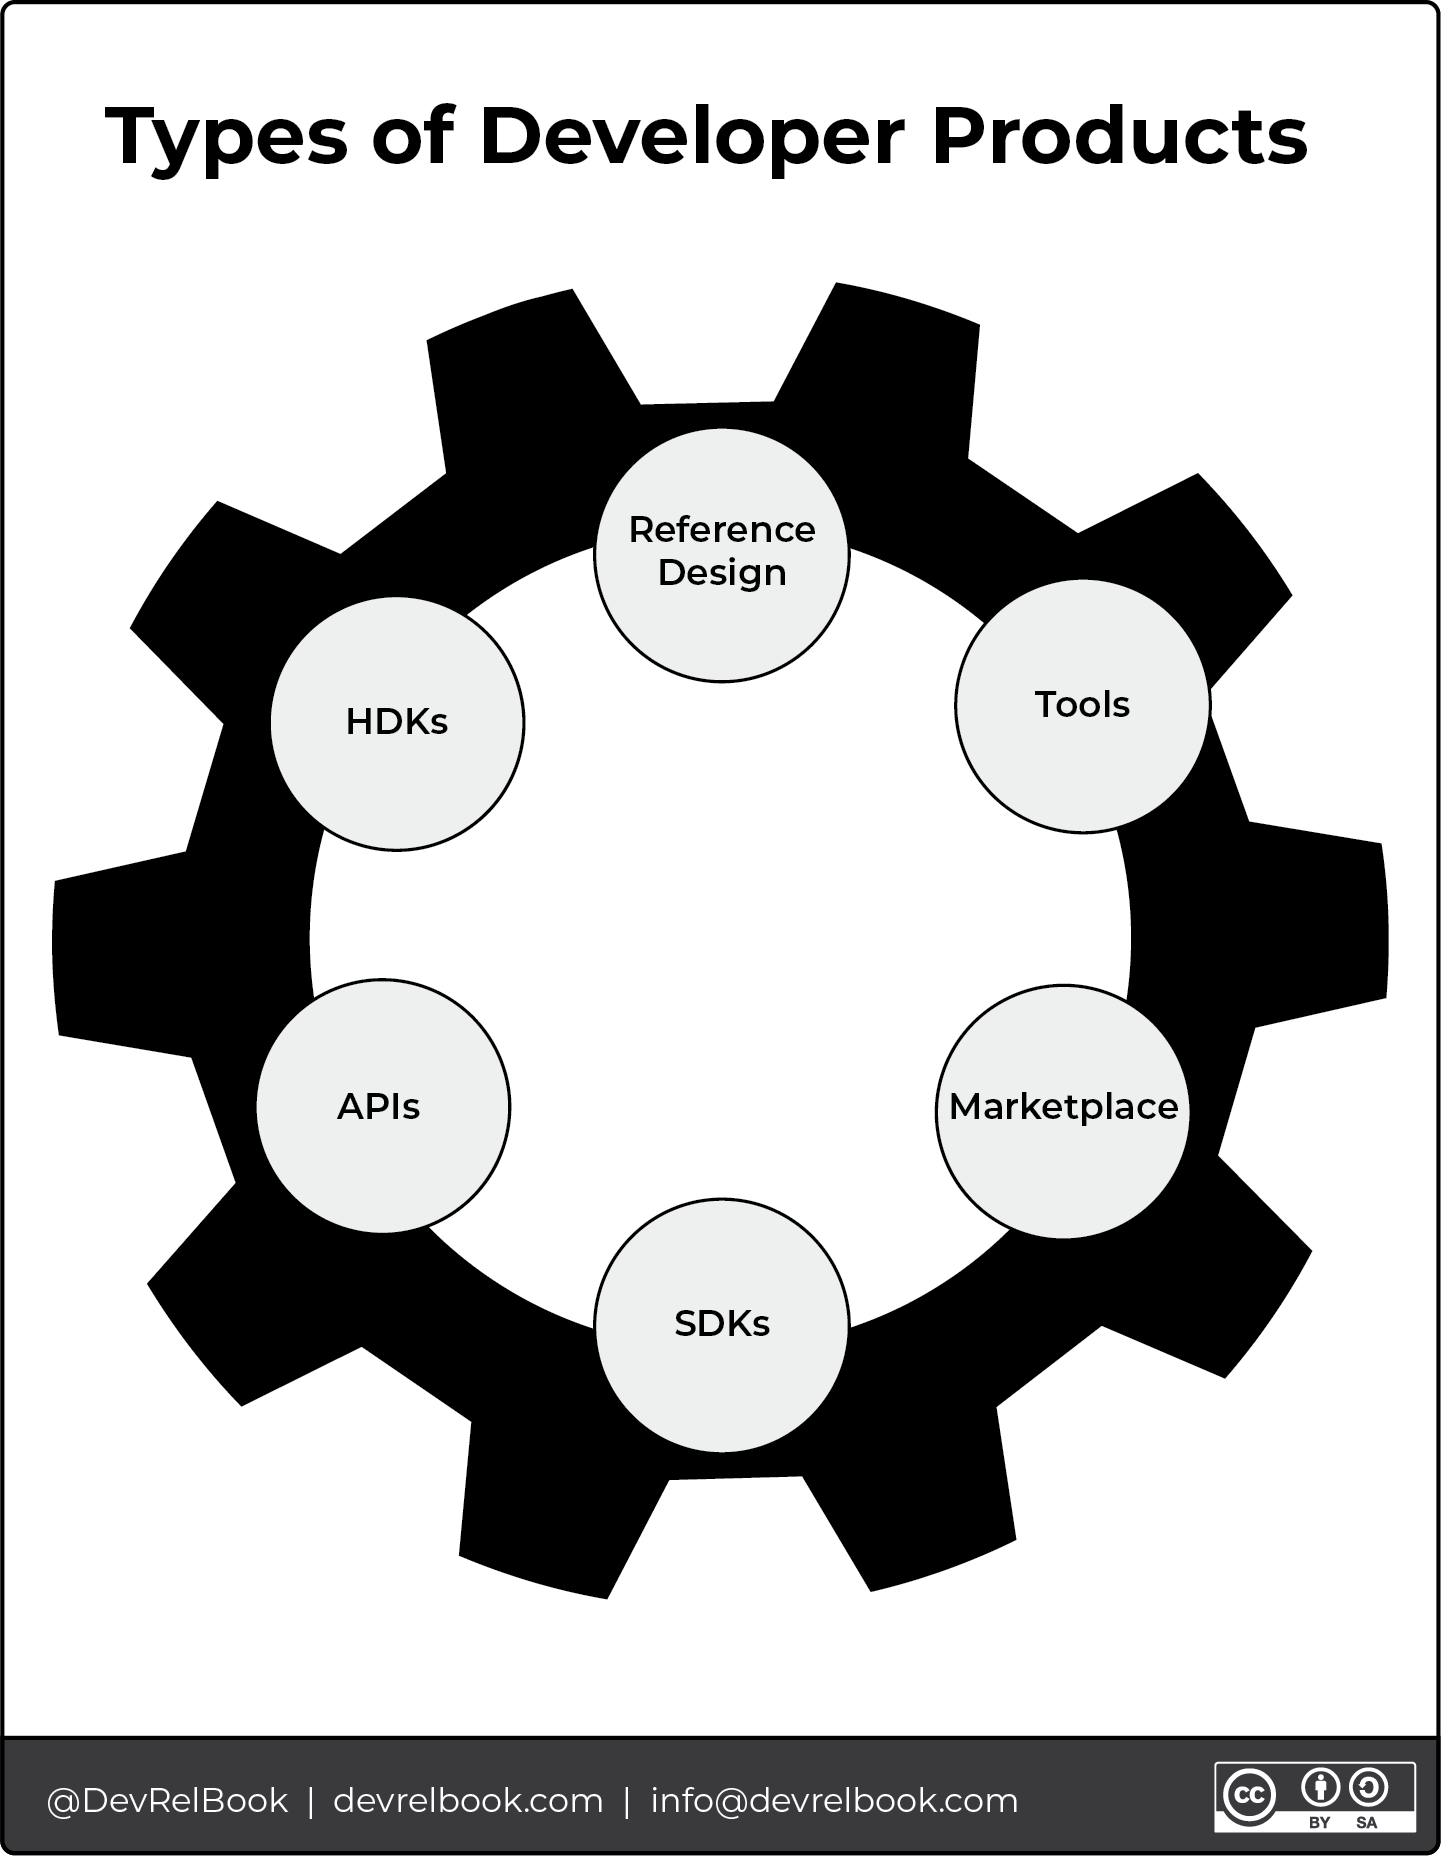 Types of Developer Products
Reference
Design
Tools
HDKs
Marketplace
APIs
SDKs
@DevRelBook | devrelbook.com | info@devrelbook.com
cc
BY SA